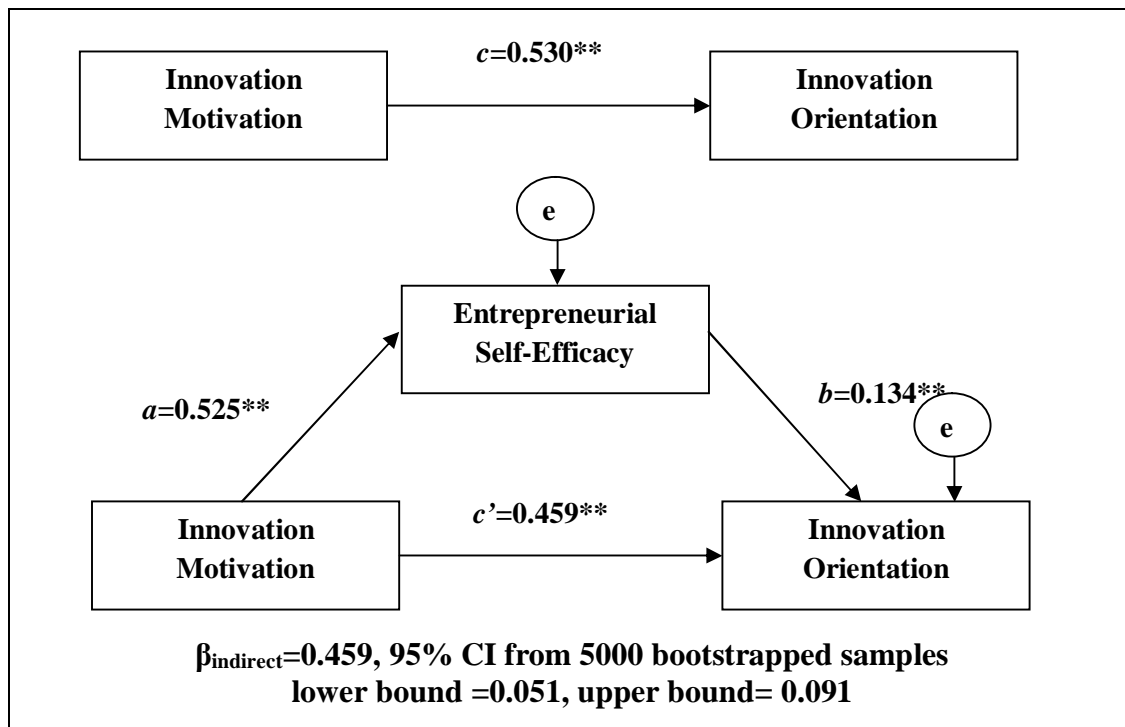 c=0.530**
Innovation
Motivation
Innovation
Orientation
e
Entrepreneurial
Self-Efficacy
a=0.525**
b=0.134**
e
Innovation
Motivation
c’=0.459**
Innovation
Orientation
βindirect=0.459, 95% CI from 5000 bootstrapped samples
lower bound =0.051, upper bound= 0.091